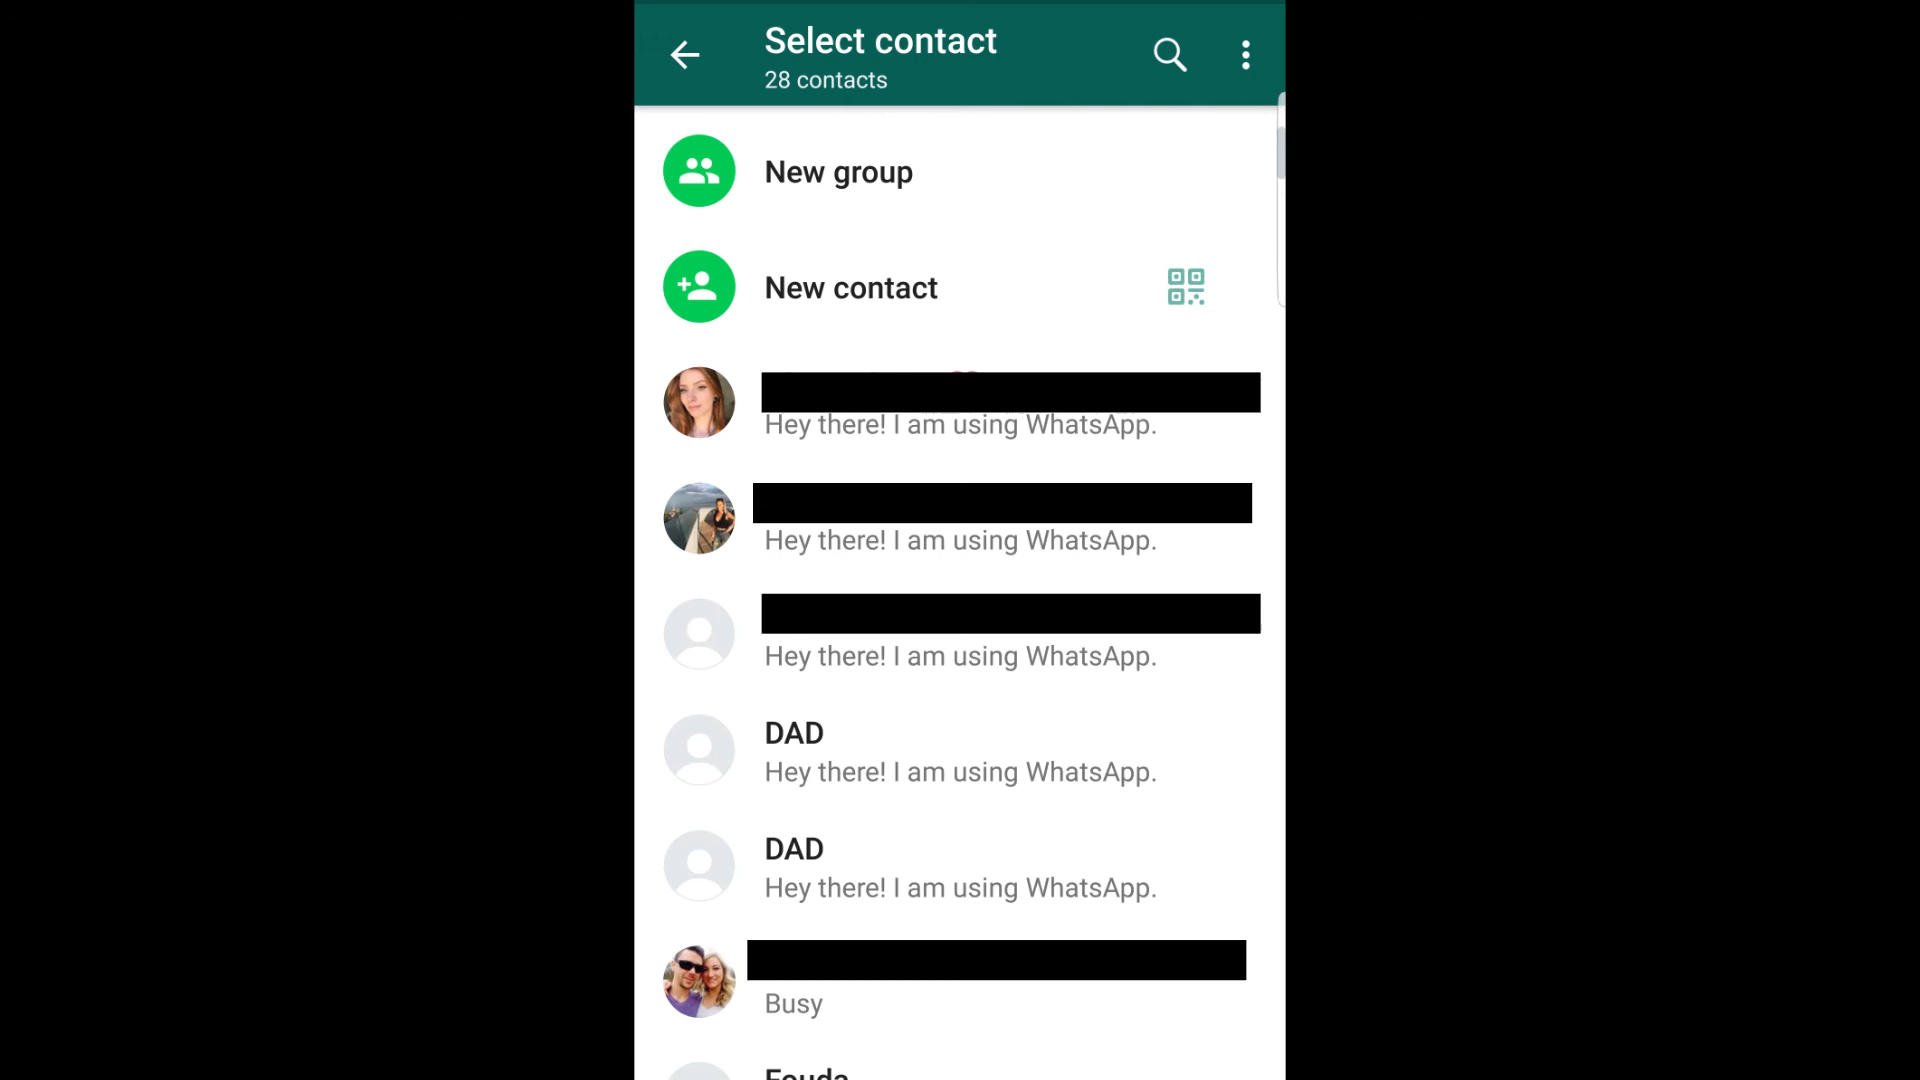 Select contact
28 contacts
New group
New contact
Hey there! I am using WhatsApp.
Hey there! I am using WhatsApp.
Hey there! I am using WhatsApp.
DAD
Hey there! I am using WhatsApp.
DAD
Hey there! I am using WhatsApp.
Busy